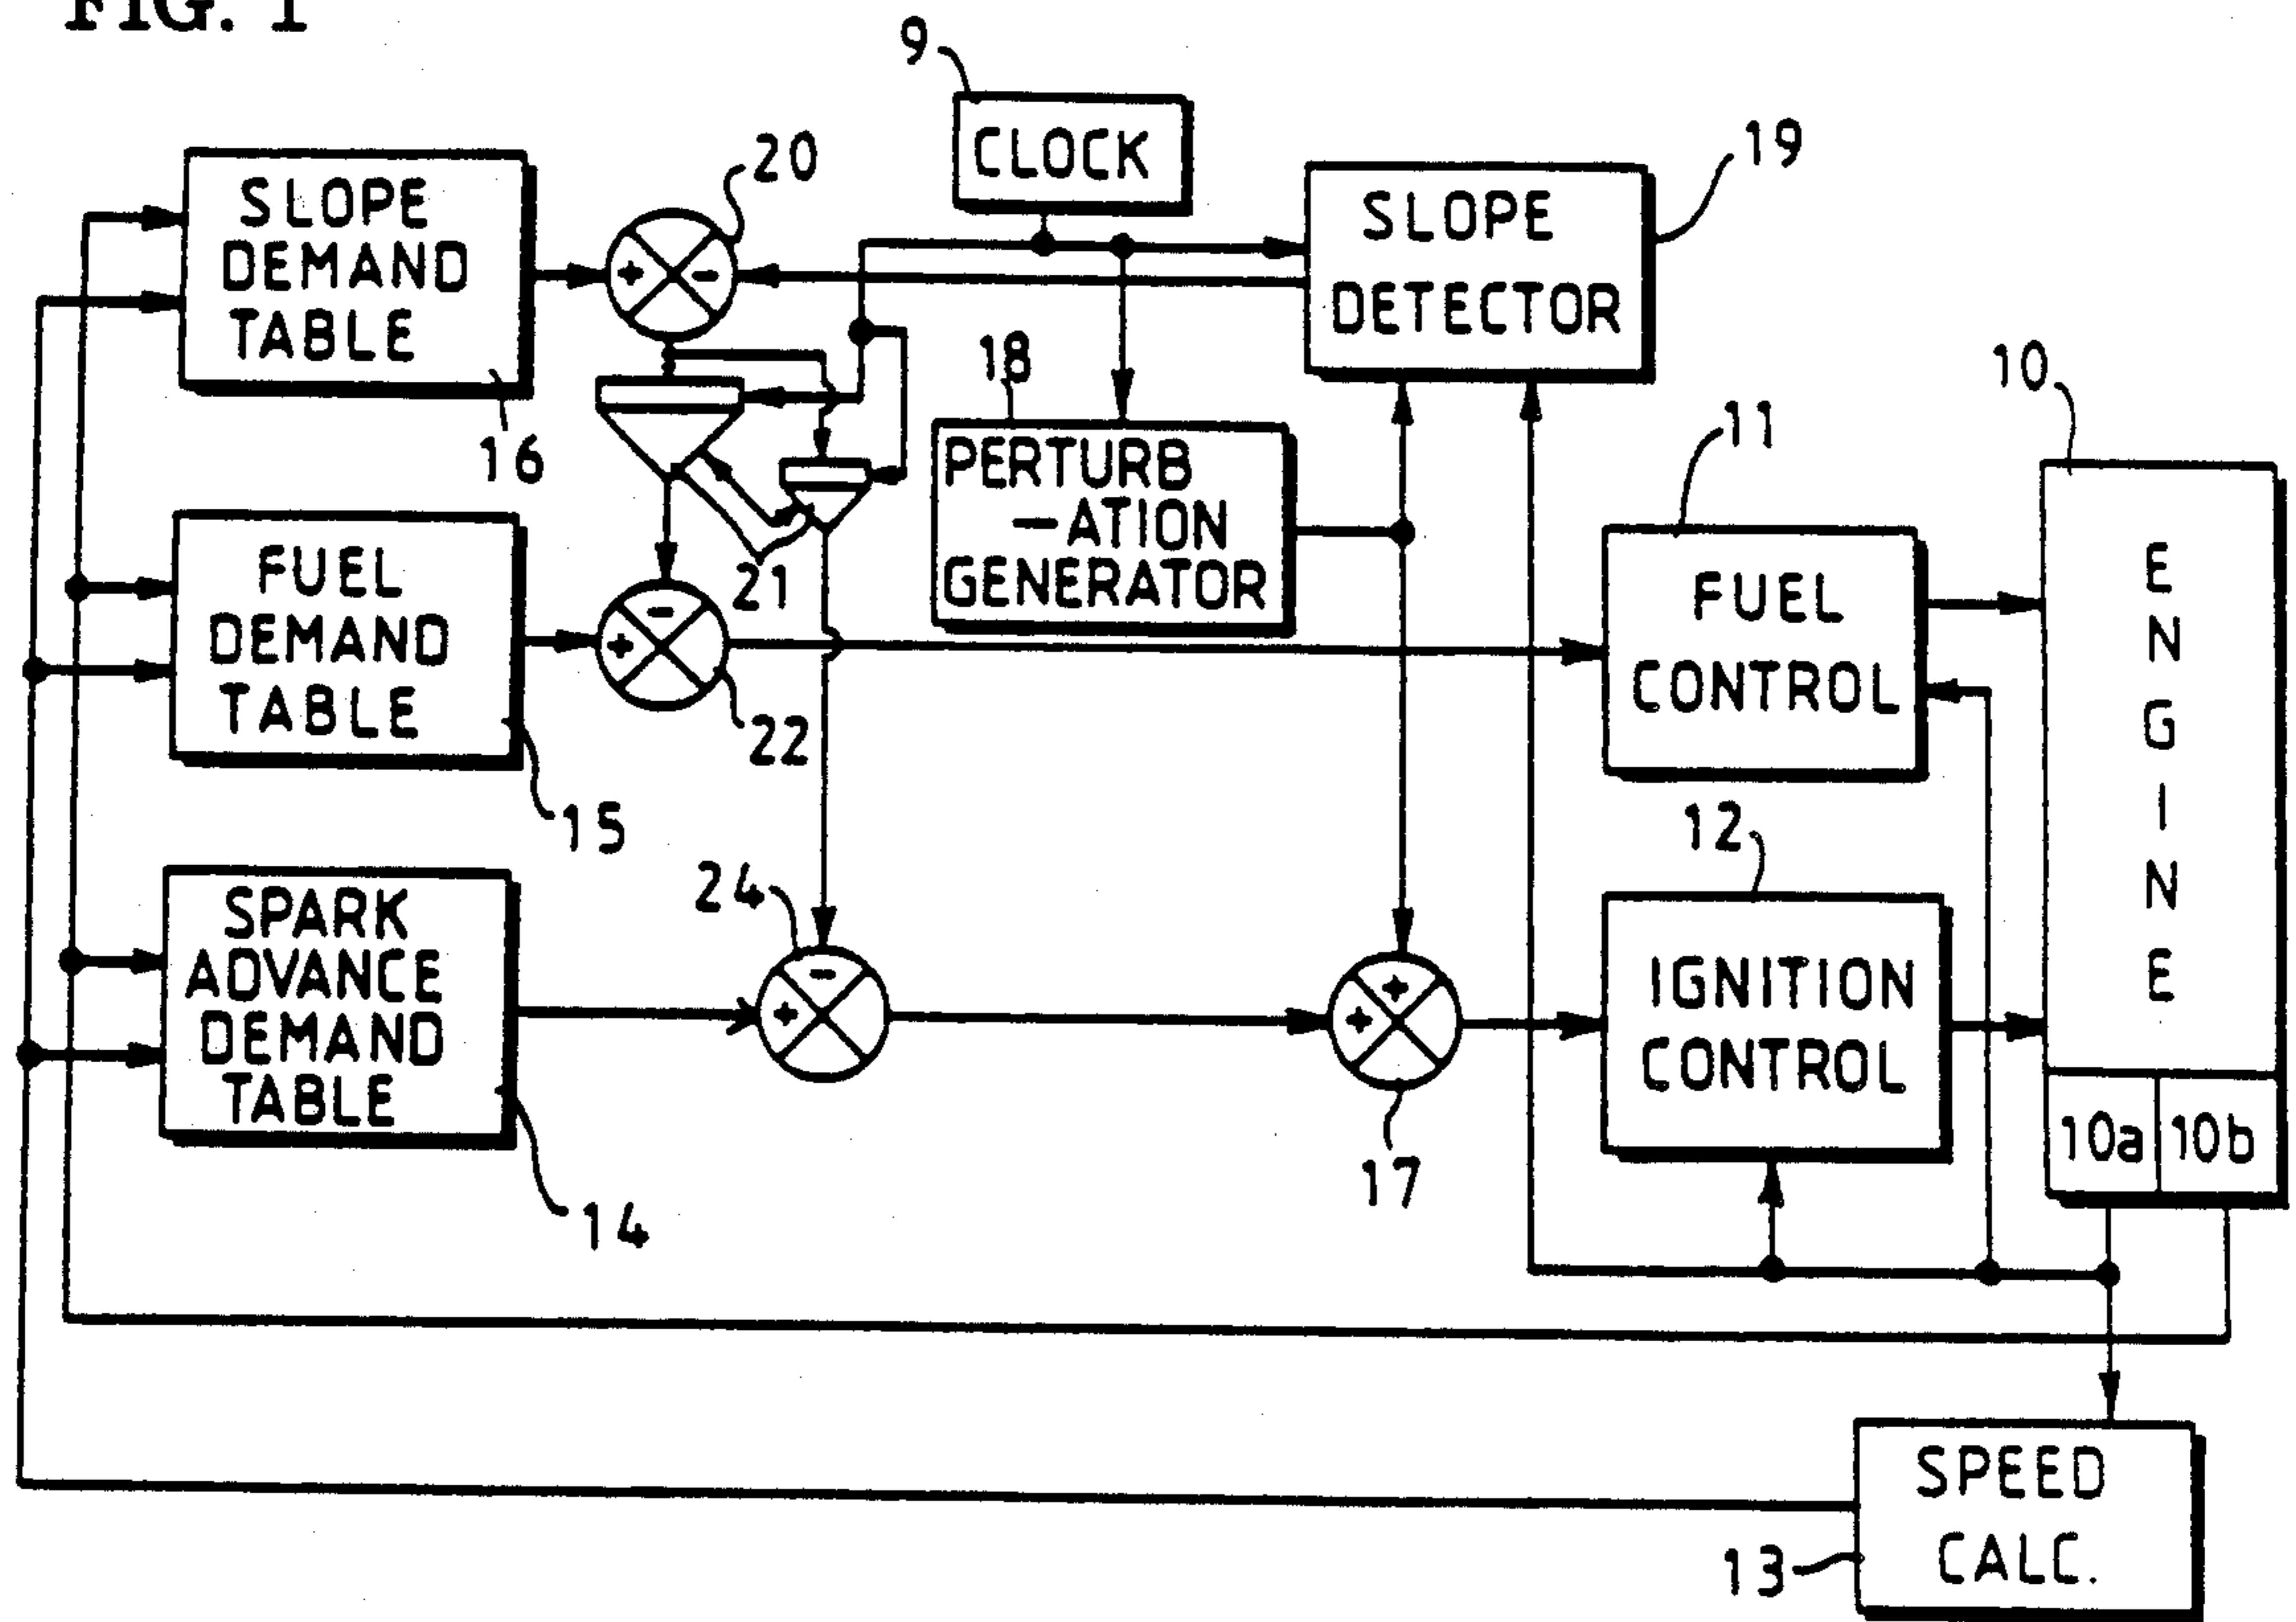 FIG. 1
9
CLOCK
20
19
SLOPE
DEMAND
TABLE
+
-
SLOPE
DETECTOR
16
18
10
11
PERTURB
-ATION
GENERATOR
21
FUEL
DEMAND
TABLE
-
+
22
15
FUEL
CONTROL
ENGINE
12
24
SPARK
ADVANCE
DEMAND
TABLE
-
+
+
+
IGNITION
CONTROL
14
17
10a
10b
SPEED
CALC.
13